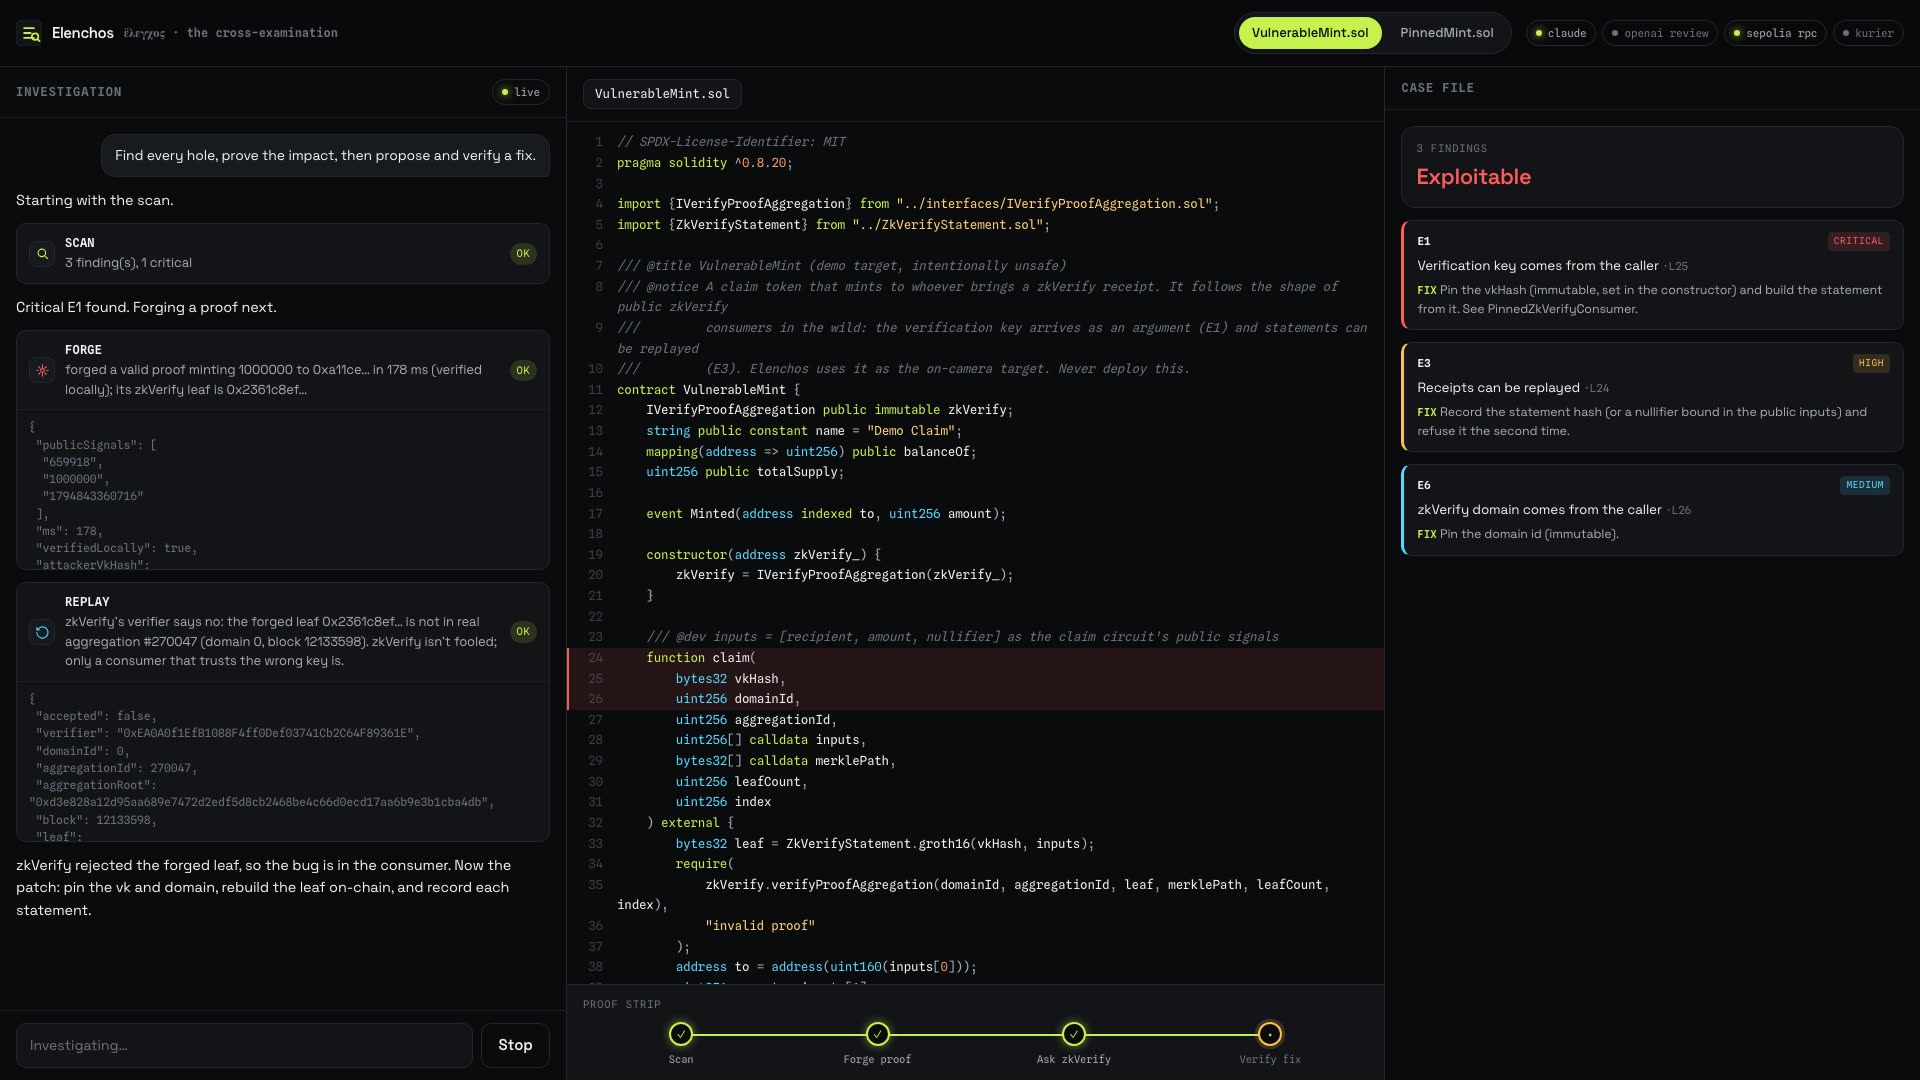 Elenchos ἔλεγχος · the cross-examination
VulnerableMint.sol PinnedMint.sol
claude openai review sepolia rpc kurier
INVESTIGATION
live
Find every hole, prove the impact, then propose and verify a fix.
Starting with the scan.
SCAN
3 finding(s), 1 critical
OK
Critical E1 found. Forging a proof next.
FORGE
forged a valid proof minting 1000000 to 0xa11ce… in 178 ms (verified
locally); its zkVerify leaf is 0x2361c8ef…
OK
{
"publicSignals": [
"659918",
"1000000",
"1794843360716"
],
"ms": 178,
"verifiedLocally": true,
"attackerVkHash":
REPLAY
zkVerify's verifier says no: the forged leaf 0x2361c8ef… is not in real
aggregation #270047 (domain 0, block 12133598). zkVerify isn't fooled;
only a consumer that trusts the wrong key is.
OK
{
"accepted": false,
"verifier": "0xEA0A0f1EfB1088F4ff0Def03741Cb2C64F89361E",
"domainId": 0,
"aggregationId": 270047,
"aggregationRoot":
"0xd3e828a12d95aa689e7472d2edf5d8cb2468be4c66d0ecd17aa6b9e3b1cba4db",
"block": 12133598,
"leaf":
zkVerify rejected the forged leaf, so the bug is in the consumer. Now the
patch: pin the vk and domain, rebuild the leaf on-chain, and record each
statement.
Investigating…
Stop
VulnerableMint.sol
1 // SPDX-License-Identifier: MIT
2 pragma solidity ^0.8.20;
3
4 import {IVerifyProofAggregation} from "../interfaces/IVerifyProofAggregation.sol";
5 import {ZkVerifyStatement} from "../ZkVerifyStatement.sol";
6
7 /// @title VulnerableMint (demo target, intentionally unsafe)
8 /// @notice A claim token that mints to whoever brings a zkVerify receipt. It follows the shape of
public zkVerify
9 /// consumers in the wild: the verification key arrives as an argument (E1) and statements can
be replayed
10 /// (E3). Elenchos uses it as the on-camera target. Never deploy this.
11 contract VulnerableMint {
12 IVerifyProofAggregation public immutable zkVerify;
13 string public constant name = "Demo Claim";
14 mapping(address => uint256) public balanceOf;
15 uint256 public totalSupply;
16
17 event Minted(address indexed to, uint256 amount);
18
19 constructor(address zkVerify_) {
20 zkVerify = IVerifyProofAggregation(zkVerify_);
21 }
22
23 /// @dev inputs = [recipient, amount, nullifier] as the claim circuit's public signals
24 function claim(
25 bytes32 vkHash,
26 uint256 domainId,
27 uint256 aggregationId,
28 uint256[] calldata inputs,
29 bytes32[] calldata merklePath,
30 uint256 leafCount,
31 uint256 index
32 ) external {
33 bytes32 leaf = ZkVerifyStatement.groth16(vkHash, inputs);
34 require(
35 zkVerify.verifyProofAggregation(domainId, aggregationId, leaf, merklePath, leafCount,
index),
36 "invalid proof"
37 );
38 address to = address(uint160(inputs[0]));
PROOF STRIP
Scan Forge proof Ask zkVerify Verify fix
CASE FILE
3 FINDINGS
Exploitable
E1 CRITICAL
Verification key comes from the caller ·L25
FIX Pin the vkHash (immutable, set in the constructor) and build the statement
from it. See PinnedZkVerifyConsumer.
E3 HIGH
Receipts can be replayed ·L24
FIX Record the statement hash (or a nullifier bound in the public inputs) and
refuse it the second time.
E6 MEDIUM
zkVerify domain comes from the caller ·L26
FIX Pin the domain id (immutable).